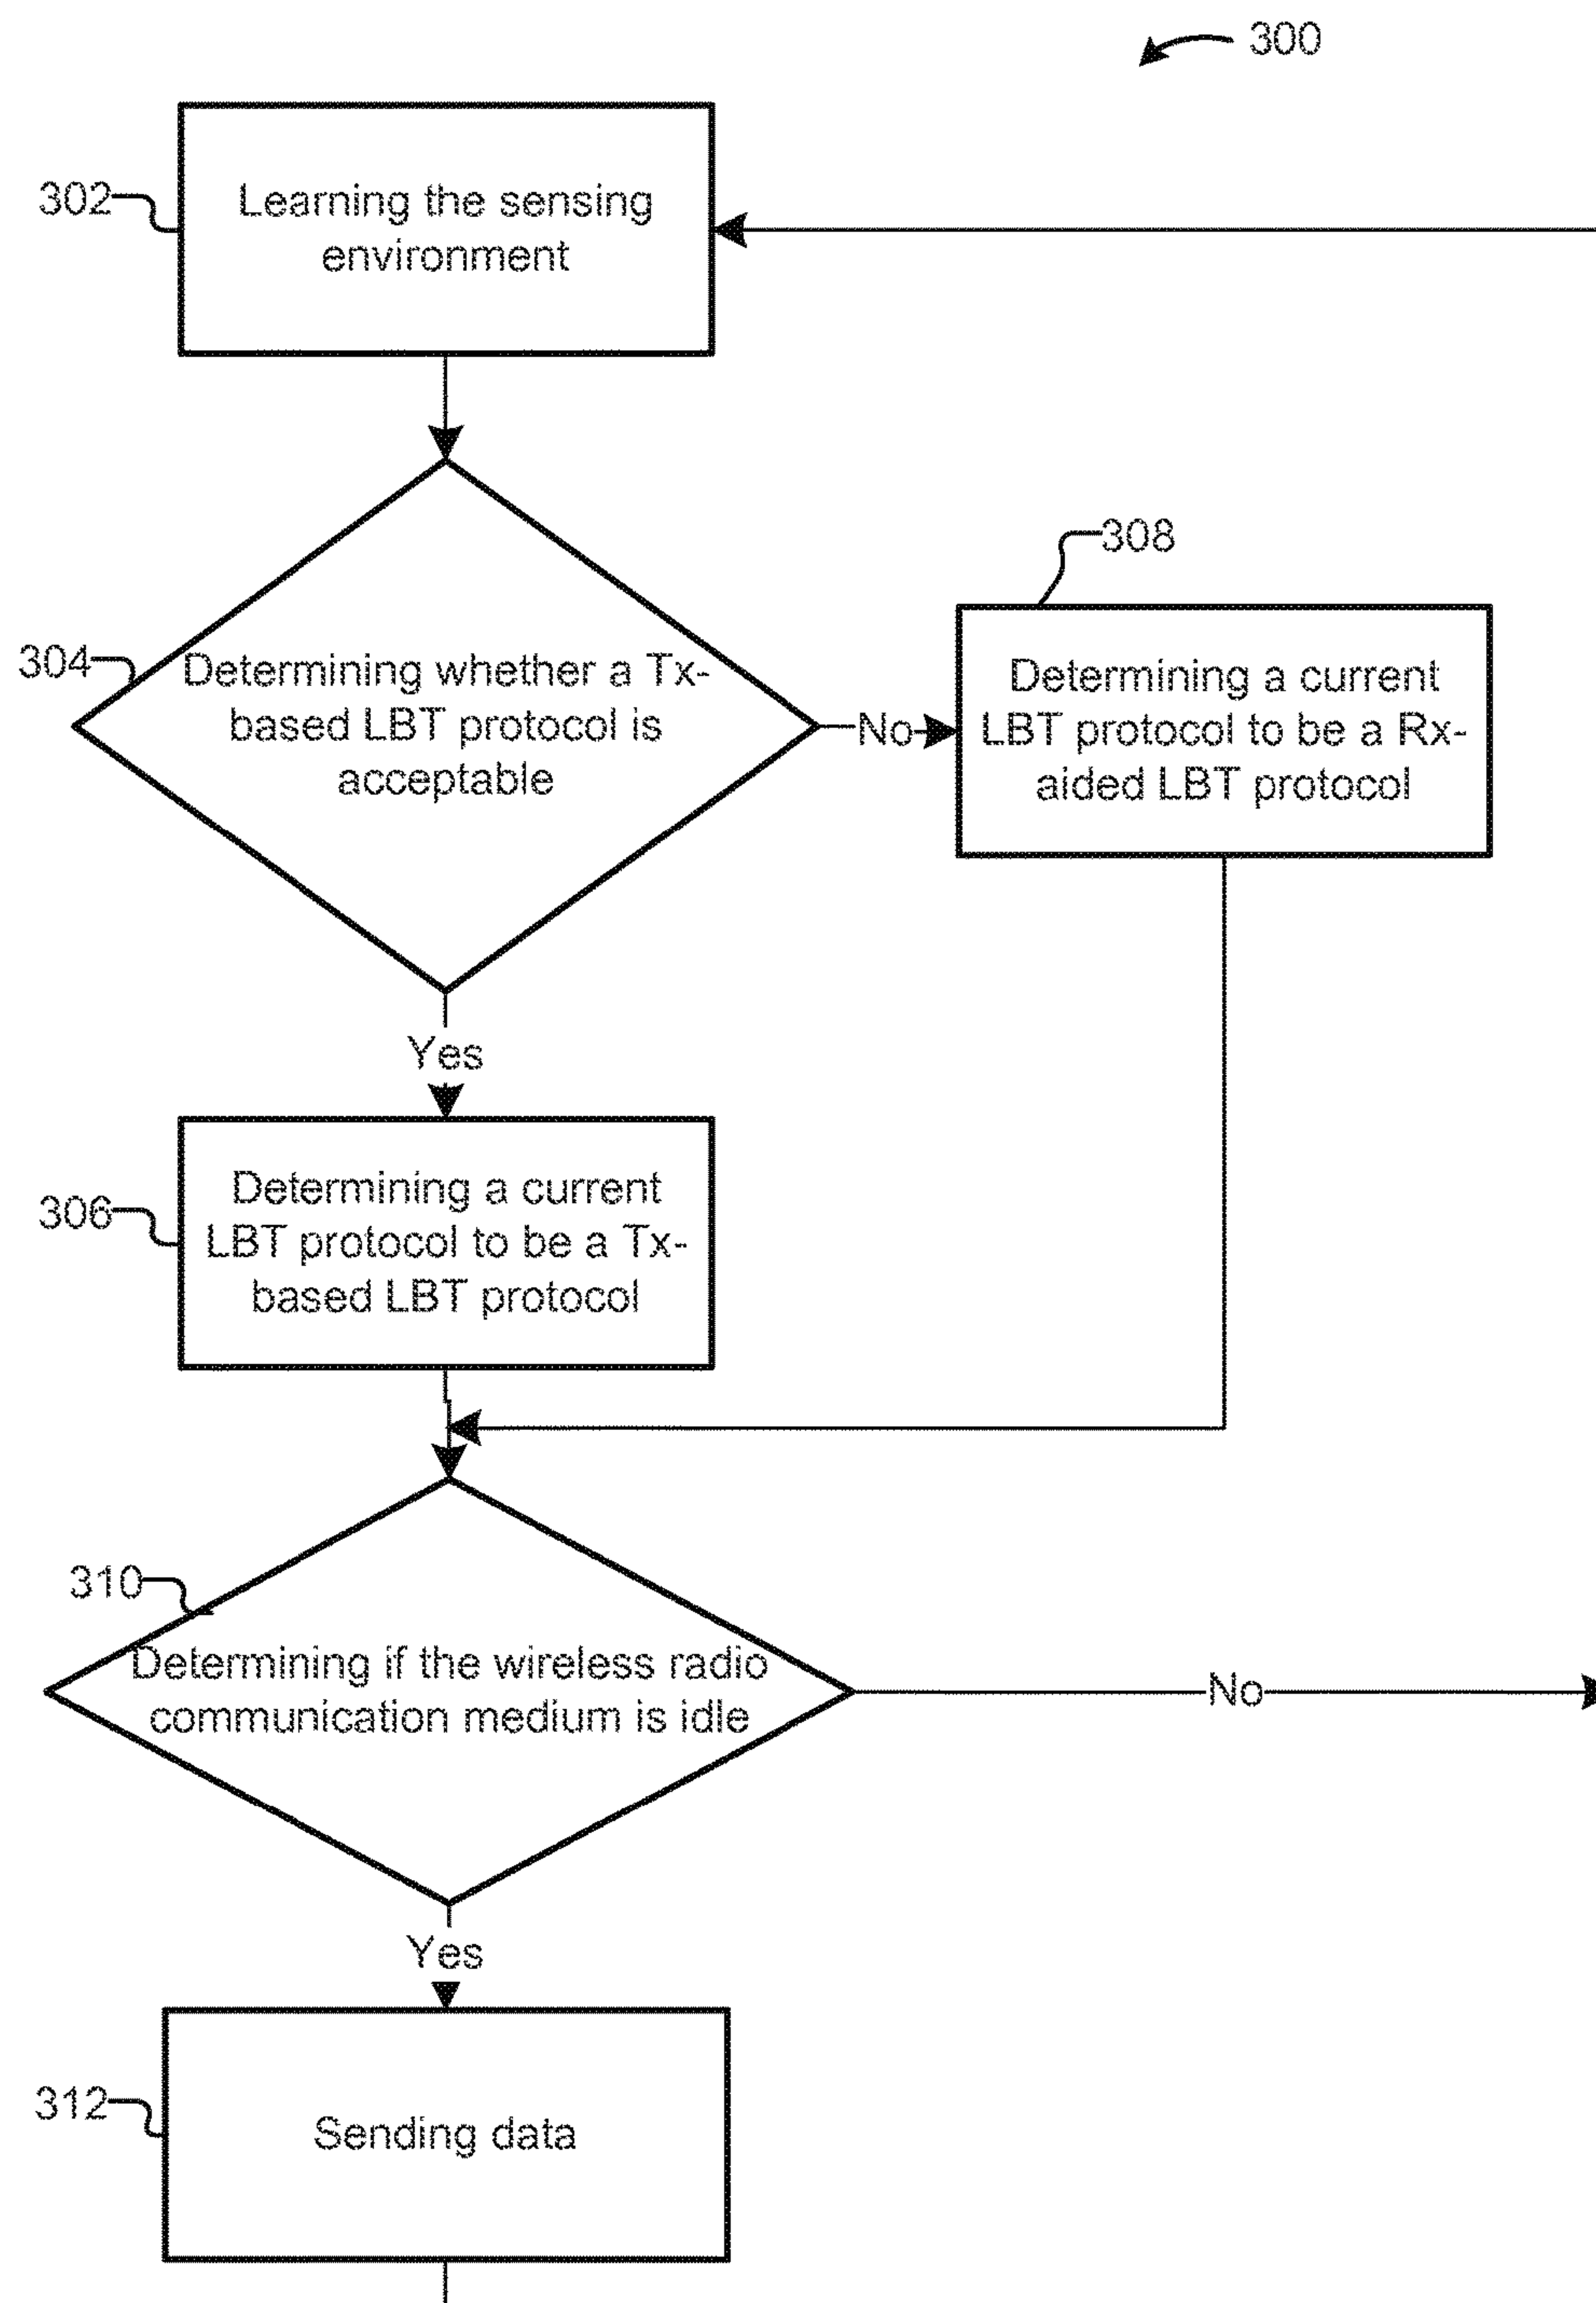 300
302
Learning the sensing
environment
304
Determining whether a Tx-
based LBT protocol is
acceptable
No
308
Determining a current
LBT protocol to be a Rx-
aided LBT protocol
Yes
306
Determining a current
LBT protocol to be a Tx-
based LBT protocol
310
Determining if the wireless radio
communication medium is idle
No
Yes
312
Sending data